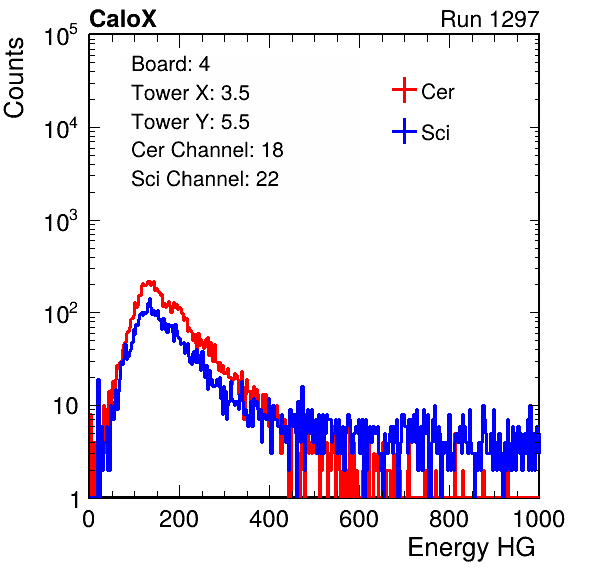 CaloX Run 1297
Counts
Board: 4
Tower X: 3.5
Tower Y: 5.5
Cer Channel: 18
Sci Channel: 22
Cer
Sci
10^5
10^4
10^3
10^2
10
1
0 200 400 600 800 1000
Energy HG